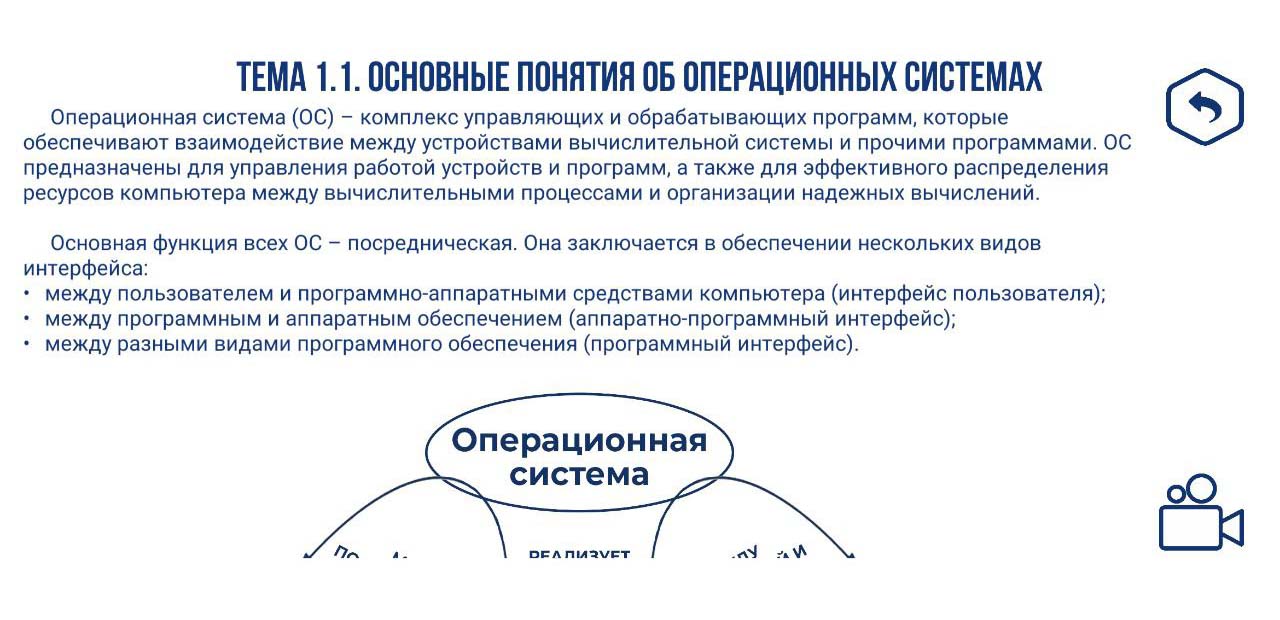 ТЕМА 1.1. ОСНОВНЫЕ ПОНЯТИЯ ОБ ОПЕРАЦИОННЫХ СИСТЕМАХ
Операционная система (ОС) – комплекс управляющих и обрабатывающих программ, которые
обеспечивают взаимодействие между устройствами вычислительной системы и прочими программами. ОС
предназначены для управления работой устройств и программ, а также для эффективного распределения
ресурсов компьютера между вычислительными процессами и организации надежных вычислений.
Основная функция всех ОС – посредническая. Она заключается в обеспечении нескольких видов
интерфейса:
• между пользователем и программно-аппаратными средствами компьютера (интерфейс пользователя);
• между программным и аппаратным обеспечением (аппаратно-программный интерфейс);
• между разными видами программного обеспечения (программный интерфейс).
Операционная
система
РЕАЛИЗУЕТ